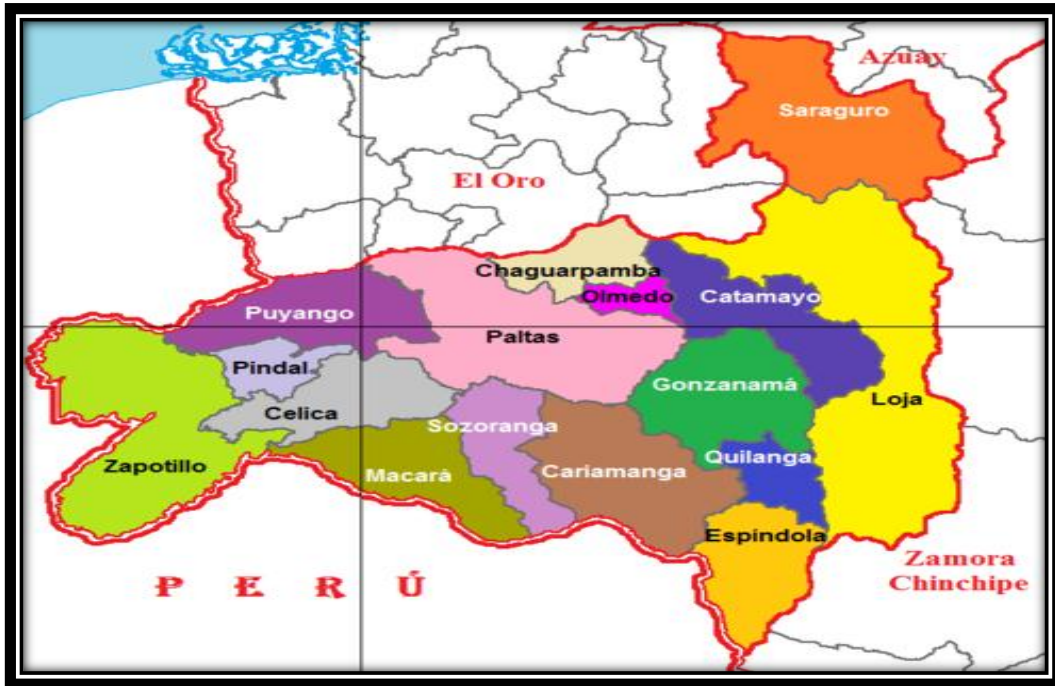 Azuay
Saraguro
El Oro
Chaguarpamba
Olmedo
Catamayo
Puyango
Paltas
Pindal
Gonzanamá
Loja
Celica
Sozoranga
Zapotillo
Macará
Cariamanga
Quilanga
Espíndola
Zamora
Chinchipe
PERÚ